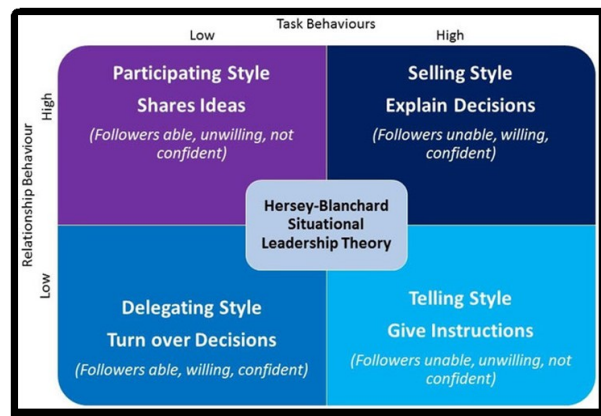 Task Behaviours
Low
High
Relationship Behaviour
High
Low
Participating Style
Shares Ideas
(Followers able, unwilling, not
confident)
Selling Style
Explain Decisions
(Followers unable, willing,
confident)
Hersey-Blanchard
Situational
Leadership Theory
Delegating Style
Turn over Decisions
(Followers able, willing, confident)
Telling Style
Give Instructions
(Followers unable, unwilling, not
confident)